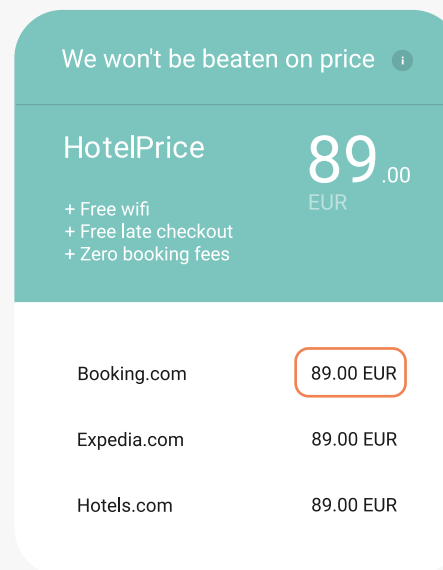 We won't be beaten on price i
HotelPrice 89.00
EUR
+ Free wifi
+ Free late checkout
+ Zero booking fees
Booking.com 89.00 EUR
Expedia.com 89.00 EUR
Hotels.com 89.00 EUR